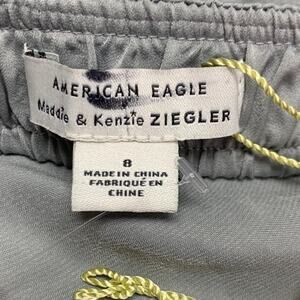 AMERICAN EAGLE
Maddie & Kenzie ZIEGLER
8
MADE IN CHINA
FABRIQUÉ EN
CHINE